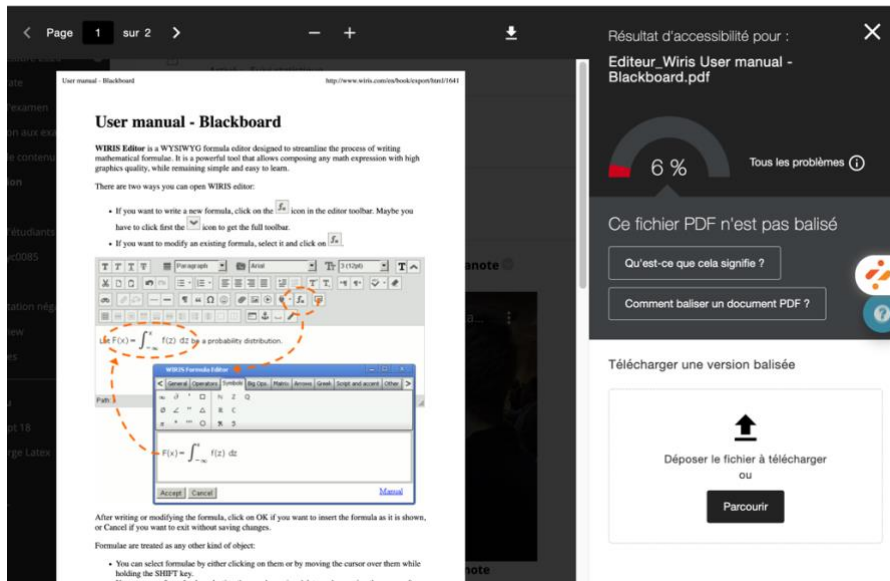 Page 1 sur 2
Résultat d'accessibilité pour :
Editeur_Wiris User manual -
Blackboard.pdf
6 %
Tous les problèmes
Ce fichier PDF n'est pas balisé
Qu'est-ce que cela signifie ?
Comment baliser un document PDF ?
Télécharger une version balisée
Déposer le fichier à télécharger
ou
Parcourir
User manual - Blackboard
http://www.wiris.com/en/book/export/html/1641
User manual - Blackboard
WIRIS Editor is a WYSIWYG formula editor designed to streamline the process of writing
mathematical formulae. It is a powerful tool that allows composing any math expression with high
graphics quality, while remaining simple and easy to learn.
There are two ways you can open WIRIS editor:
If you want to write a new formula, click on the icon in the editor toolbar. Maybe you
have to click first the icon to get the full toolbar.
If you want to modify an existing formula, select it and click on .
Paragraph Arial 3 (12pt)
F(x) = ∫ f(z) dz be a probability distribution.
Path:
WIRIS Formula Editor
General Operators Symbols Big Ops. Matrix Arrows Greek Script and accent Other
F(x) = ∫ f(z) dz
Accept Cancel Manual
After writing or modifying the formula, click on OK if you want to insert the formula as it is shown,
or Cancel if you want to exit without saving changes.
Formulae are treated as any other kind of object:
You can select formulae by either clicking on them or by moving the cursor over them while
holding the SHIFT key.